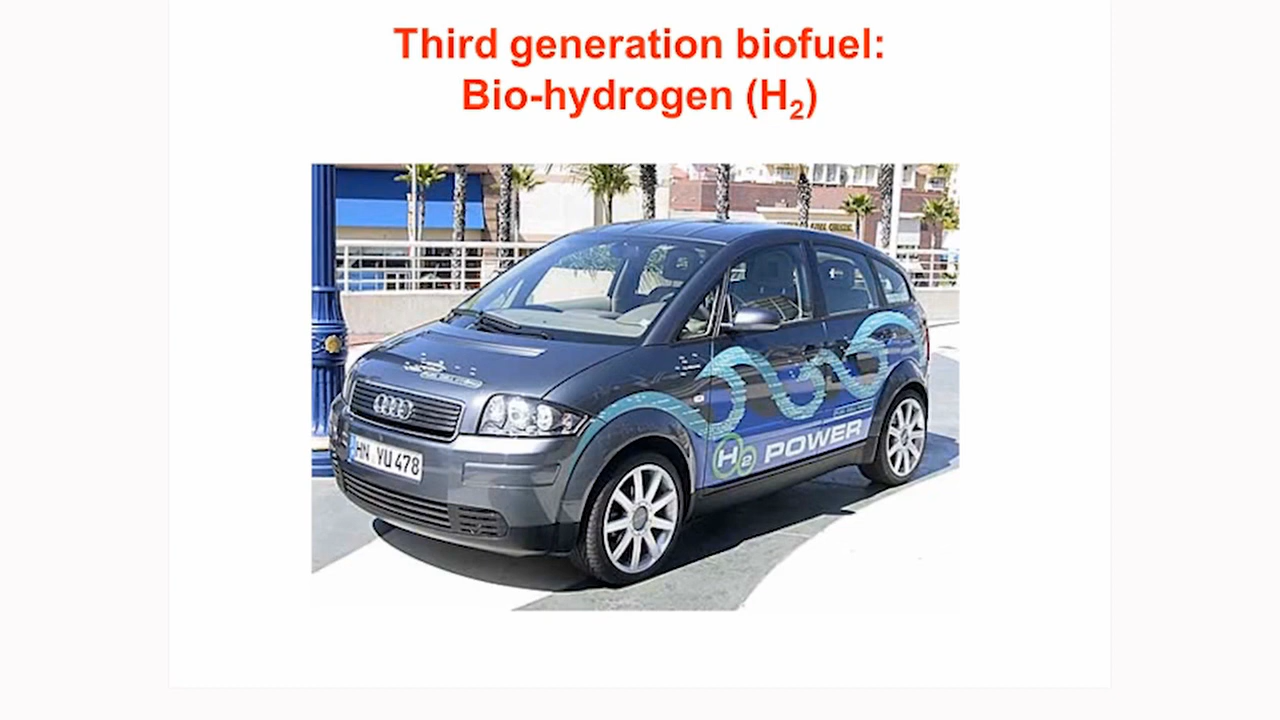 Third generation biofuel:
Bio-hydrogen (H₂)
HN YU 478
H2 POWER